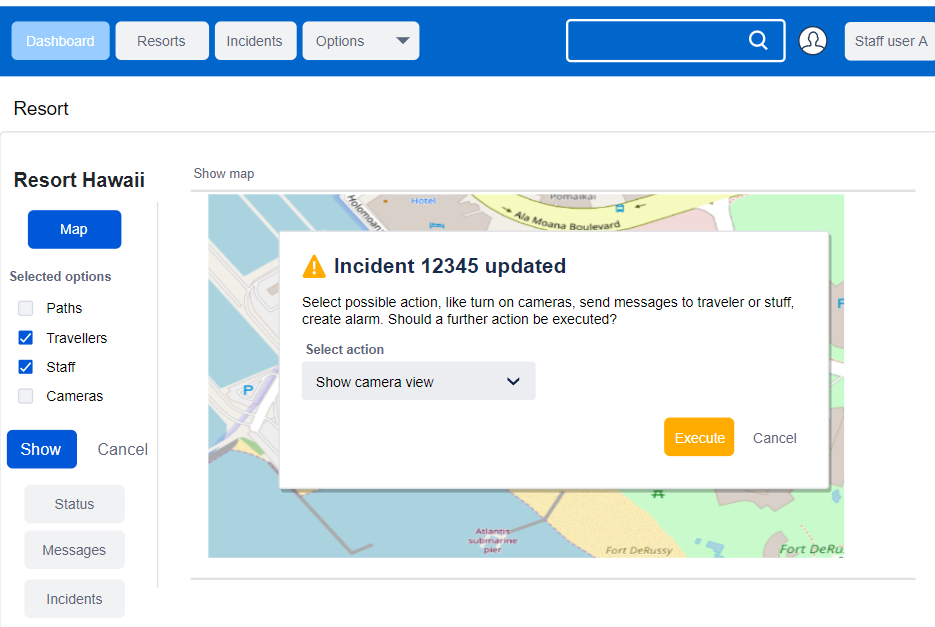 Dashboard
Resorts
Incidents
Options
Staff user A
Resort
Resort Hawaii
Map
Selected options
Paths
Travellers
Staff
Cameras
Show
Cancel
Status
Messages
Incidents
Show map
Hotel
Pomaikai
Holomoan
Ala Moana Boulevard
Incident 12345 updated
Select possible action, like turn on cameras, send messages to traveler or stuff,
create alarm. Should a further action be executed?
Select action
Show camera view
Execute
Cancel
P
F
Atlantis
submarine
pier
Fort DeRussy
Fort DeRu